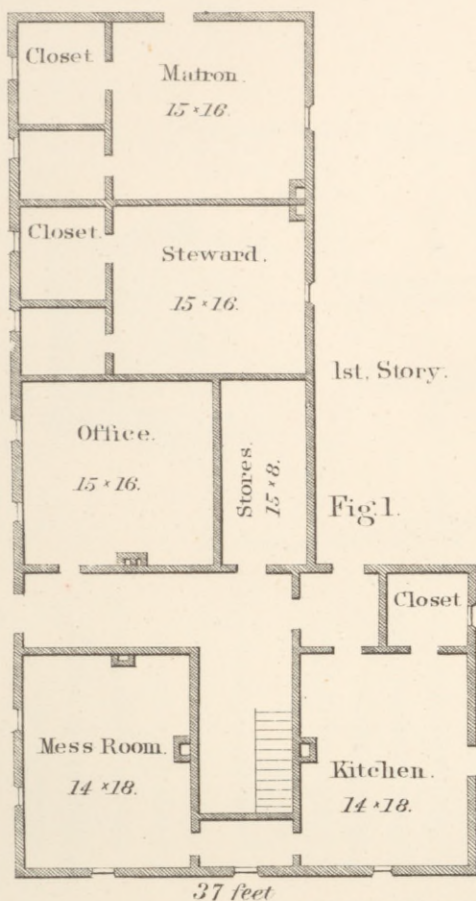 Closet
Matron.
15 × 16.
Closet.
Steward.
15 × 16.
1st. Story.
Office.
15 × 16.
Stores.
15 × 8.
Fig. 1.
Closet
Mess Room.
14 × 18.
Kitchen.
14 × 18.
37 feet